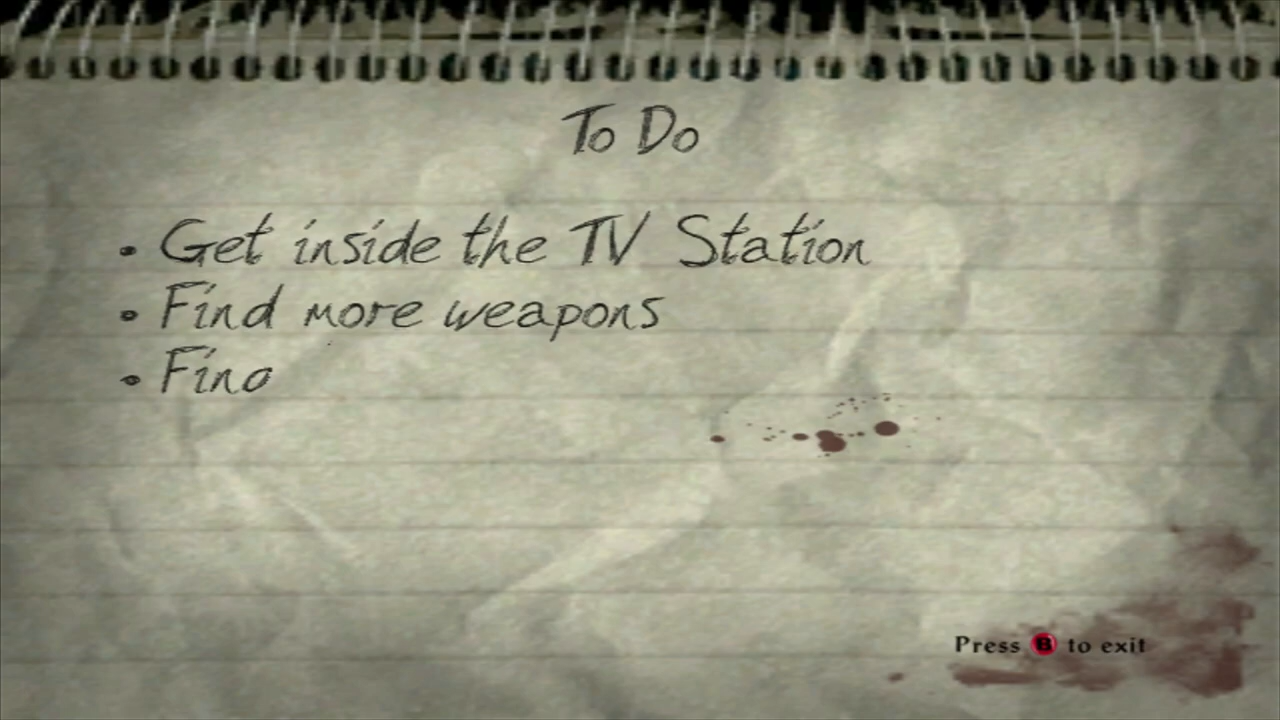 To Do
• Get inside the TV Station
• Find more weapons
• Fino
Press B to exit